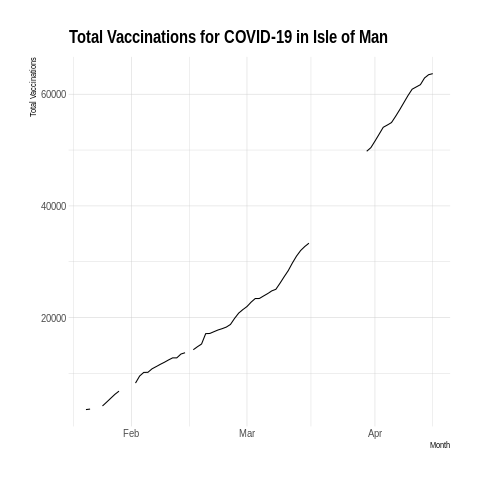 Total Vaccinations for COVID-19 in Isle of Man
Total Vaccinations
60000
40000
20000
Feb Mar Apr
Month